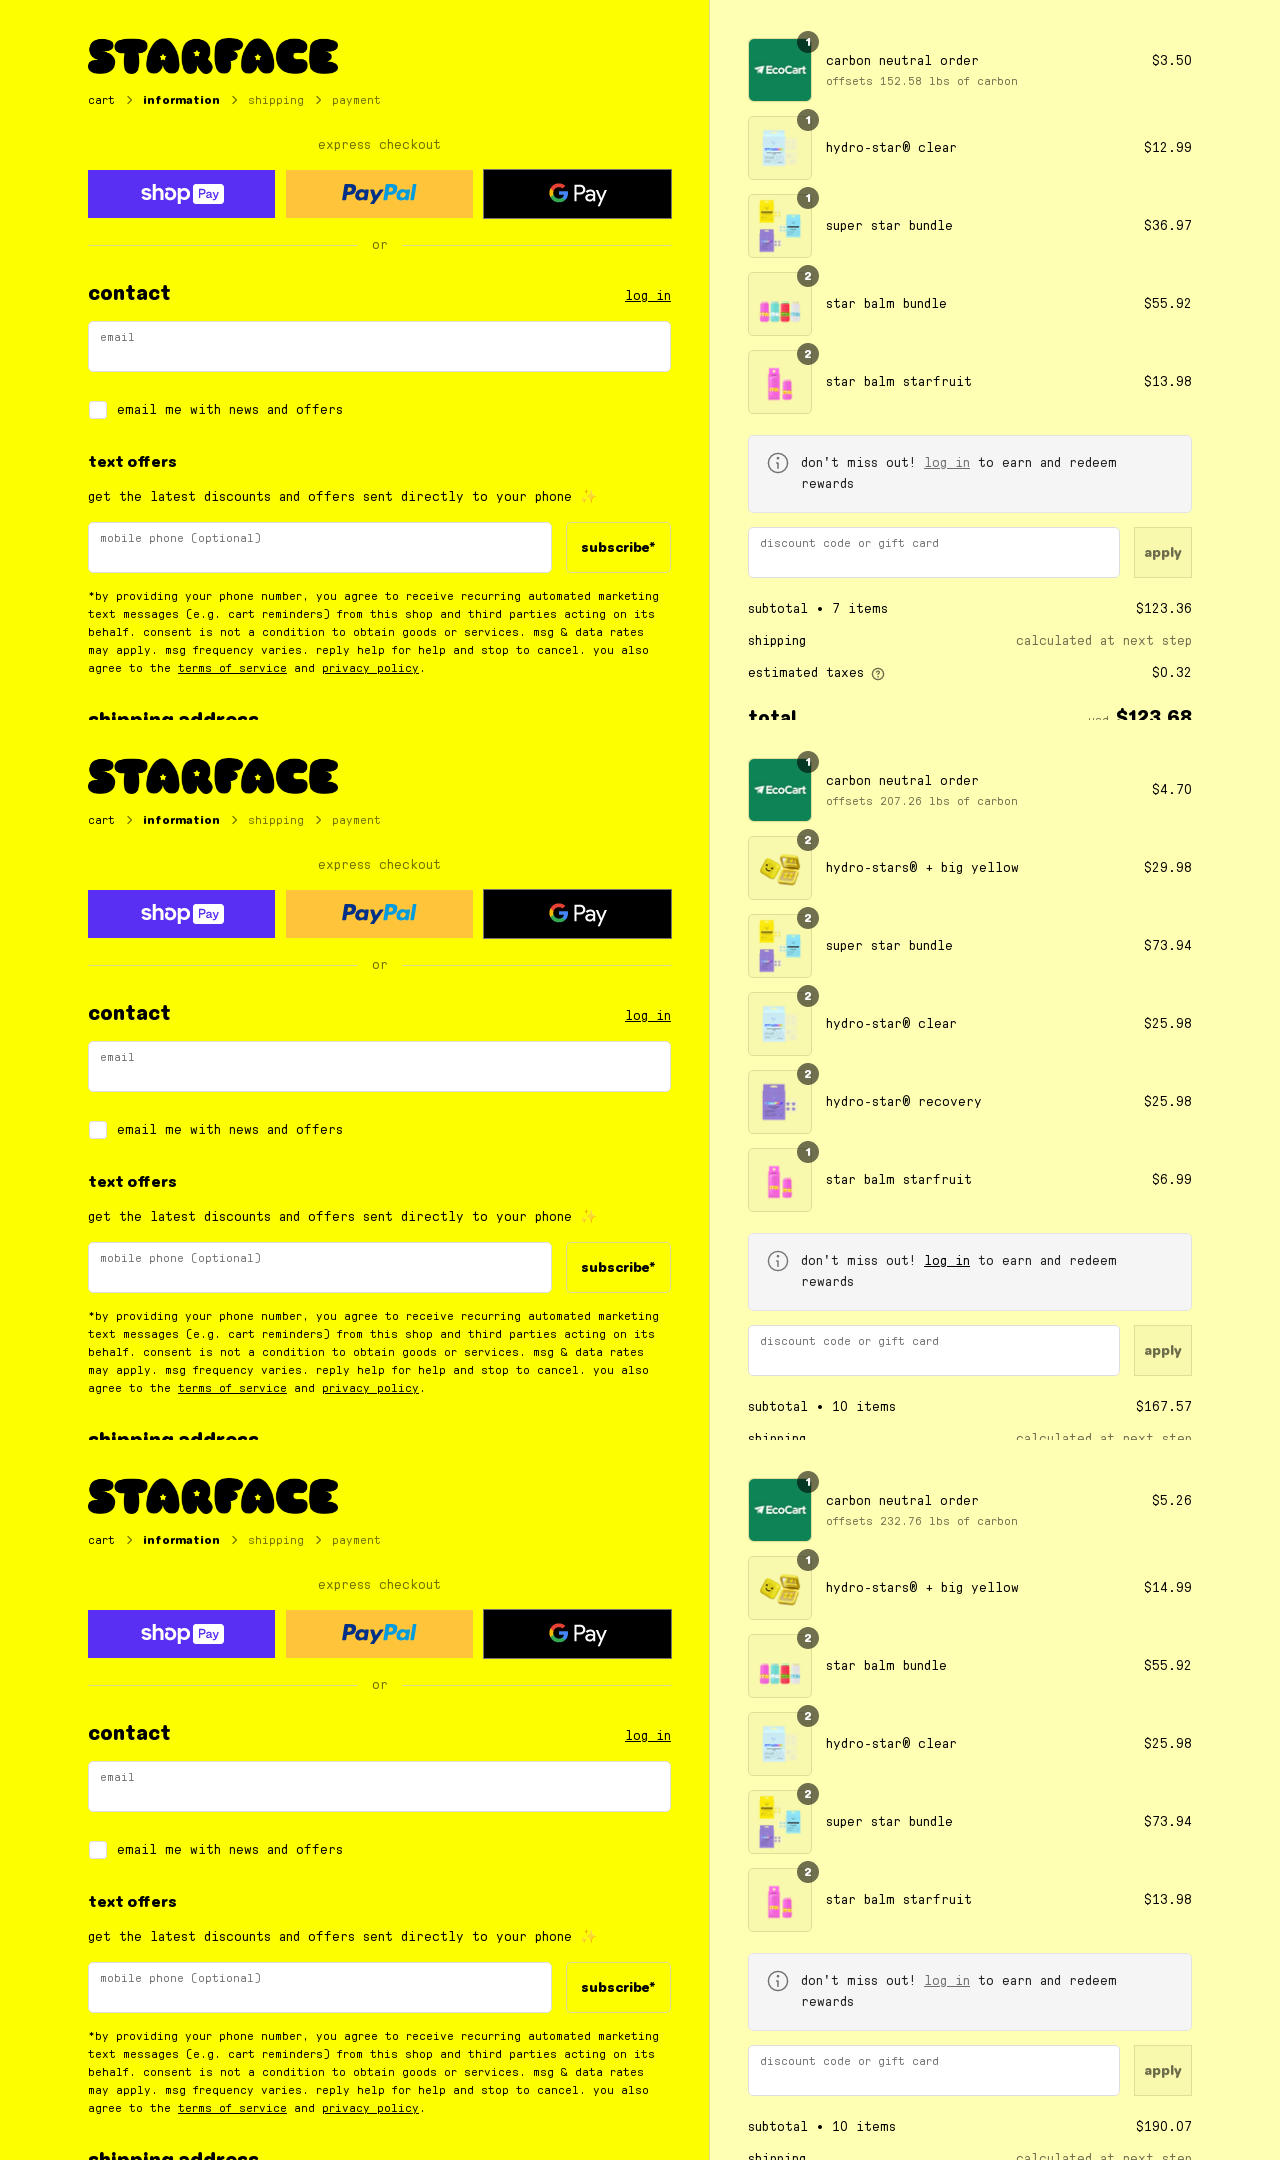 STARFACE
cart > information > shipping > payment
express checkout
shop Pay
PayPal
G Pay
or
contact
log in
email
email me with news and offers
text offers
get the latest discounts and offers sent directly to your phone ✨
mobile phone (optional)
subscribe*
*by providing your phone number, you agree to receive recurring automated marketing
text messages (e.g. cart reminders) from this shop and third parties acting on its
behalf. consent is not a condition to obtain goods or services. msg & data rates
may apply. msg frequency varies. reply help for help and stop to cancel. you also
agree to the terms of service and privacy policy.
shipping address
EcoCart
1
carbon neutral order
offsets 152.58 lbs of carbon
$3.50
1
hydro-star® clear
$12.99
1
super star bundle
$36.97
2
star balm bundle
$55.92
2
star balm starfruit
$13.98
don't miss out! log in to earn and redeem
rewards
discount code or gift card
apply
subtotal • 7 items
$123.36
shipping
calculated at next step
estimated taxes
$0.32
total
usd $123.68
STARFACE
cart > information > shipping > payment
express checkout
shop Pay
PayPal
G Pay
or
contact
log in
email
email me with news and offers
text offers
get the latest discounts and offers sent directly to your phone ✨
mobile phone (optional)
subscribe*
*by providing your phone number, you agree to receive recurring automated marketing
text messages (e.g. cart reminders) from this shop and third parties acting on its
behalf. consent is not a condition to obtain goods or services. msg & data rates
may apply. msg frequency varies. reply help for help and stop to cancel. you also
agree to the terms of service and privacy policy.
shipping address
EcoCart
1
carbon neutral order
offsets 207.26 lbs of carbon
$4.70
2
hydro-stars® + big yellow
$29.98
2
super star bundle
$73.94
2
hydro-star® clear
$25.98
2
hydro-star® recovery
$25.98
1
star balm starfruit
$6.99
don't miss out! log in to earn and redeem
rewards
discount code or gift card
apply
subtotal • 10 items
$167.57
shipping
calculated at next step
STARFACE
cart > information > shipping > payment
express checkout
shop Pay
PayPal
G Pay
or
contact
log in
email
email me with news and offers
text offers
get the latest discounts and offers sent directly to your phone ✨
mobile phone (optional)
subscribe*
*by providing your phone number, you agree to receive recurring automated marketing
text messages (e.g. cart reminders) from this shop and third parties acting on its
behalf. consent is not a condition to obtain goods or services. msg & data rates
may apply. msg frequency varies. reply help for help and stop to cancel. you also
agree to the terms of service and privacy policy.
shipping address
EcoCart
1
carbon neutral order
offsets 232.76 lbs of carbon
$5.26
1
hydro-stars® + big yellow
$14.99
2
star balm bundle
$55.92
2
hydro-star® clear
$25.98
2
super star bundle
$73.94
2
star balm starfruit
$13.98
don't miss out! log in to earn and redeem
rewards
discount code or gift card
apply
subtotal • 10 items
$190.07
shipping
calculated at next step